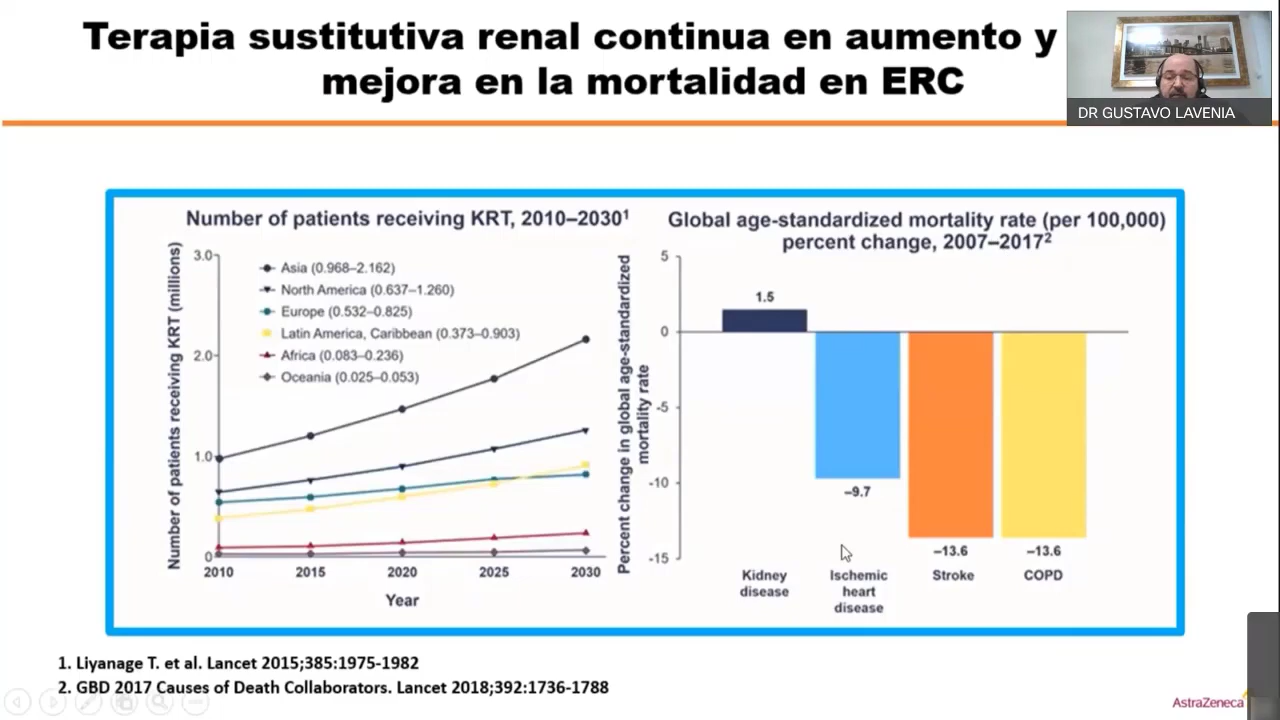 Terapia sustitutiva renal continua en aumento y
mejora en la mortalidad en ERC
DR GUSTAVO LAVENIA
Number of patients receiving KRT, 2010–2030¹
Number of patients receiving KRT (millions)
3.0
2.0
1.0
0
Asia (0.968–2.162)
North America (0.637–1.260)
Europe (0.532–0.825)
Latin America, Caribbean (0.373–0.903)
Africa (0.083–0.236)
Oceania (0.025–0.053)
2010 2015 2020 2025 2030
Year
Global age-standardized mortality rate (per 100,000)
percent change, 2007–2017²
Percent change in global age-standardized
mortality rate
5
0
-5
-10
-15
1.5
–9.7
–13.6
–13.6
Kidney
disease
Ischemic
heart
disease
Stroke
COPD
1. Liyanage T. et al. Lancet 2015;385:1975-1982
2. GBD 2017 Causes of Death Collaborators. Lancet 2018;392:1736-1788
AstraZeneca